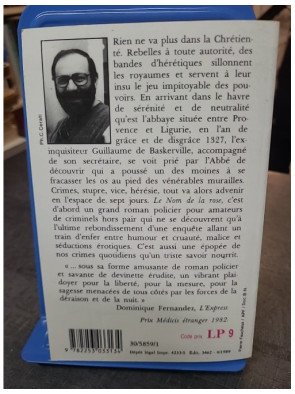 Rien ne va plus dans la Chrétien-
té. Rebelles à toute autorité, des
bandes d'hérétiques sillonnent
les royaumes et servent à leur
insu le jeu impitoyable des pou-
voirs. En arrivant dans le havre
de sérénité et de neutralité
qu'est l'abbaye située entre Pro-
vence et Ligurie, en l'an de
grâce et de disgrâce 1327, l'ex-
inquisiteur Guillaume de Baskerville, accompagné
de son secrétaire, se voit prié par l'Abbé de
découvrir qui a poussé un des moines à se
fracasser les os au pied des vénérables murailles.
Crimes, stupre, vice, hérésie, tout va alors advenir
en l'espace de sept jours. Le Nom de la rose, c'est
d'abord un grand roman policier pour amateurs
de criminels hors pair qui ne se découvrent qu'à
l'ultime rebondissement d'une enquête allant un
train d'enfer entre humour et cruauté, malice et
séductions érotiques. C'est aussi une épopée de
nos crimes quotidiens qu'un triste savoir nourrit.
« ... sous sa forme amusante de roman policier
et savante de devinette érudite, un vibrant plai-
doyer pour la liberté, pour la mesure, pour la
sagesse menacées de tous côtés par les forces de la
déraison et de la nuit. »
Dominique Fernandez, L'Express.
Prix Médicis étranger 1982.
30/5859/1
Code prix LP 9
9 782253 033134